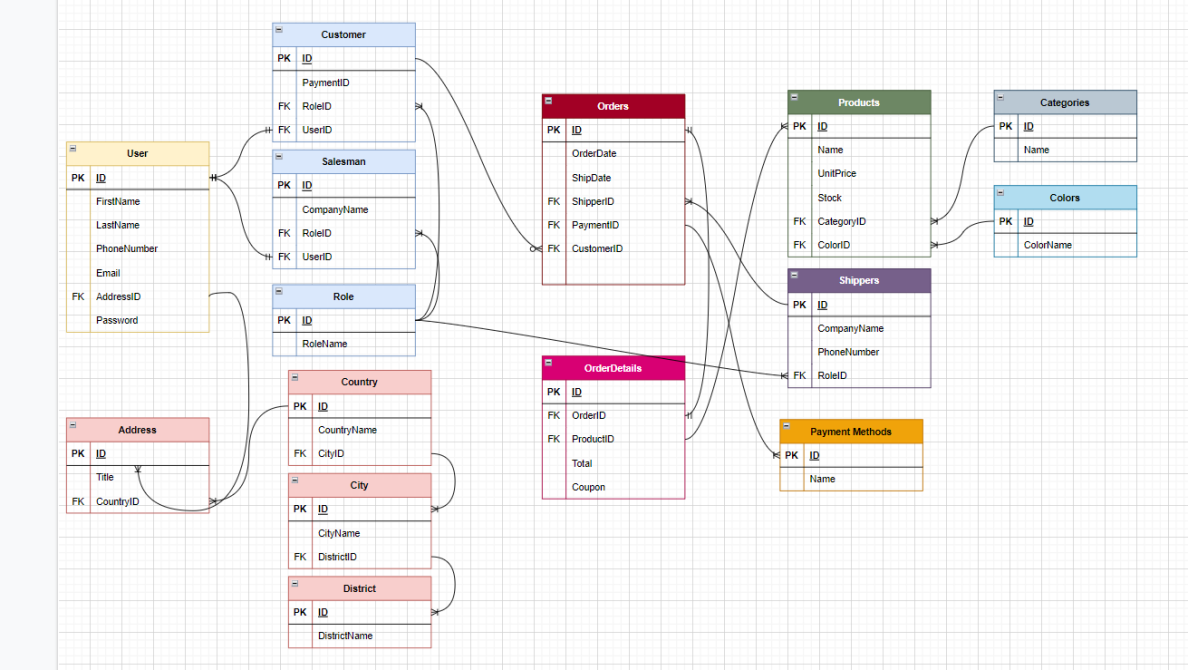 Customer
PK ID
PaymentID
FK RoleID
FK UserID
Salesman
PK ID
CompanyName
FK RoleID
FK UserID
Role
PK ID
RoleName
User
PK ID
FirstName
LastName
PhoneNumber
Email
FK AddressID
Password
Address
PK ID
Title
FK CountryID
Country
PK ID
CountryName
FK CityID
City
PK ID
CityName
FK DistrictID
District
PK ID
DistrictName
Orders
PK ID
OrderDate
ShipDate
FK ShipperID
FK PaymentID
FK CustomerID
OrderDetails
PK ID
FK OrderID
FK ProductID
Total
Coupon
Products
PK ID
Name
UnitPrice
Stock
FK CategoryID
FK ColorID
Shippers
PK ID
CompanyName
PhoneNumber
FK RoleID
Payment Methods
PK ID
Name
Categories
PK ID
Name
Colors
PK ID
ColorName